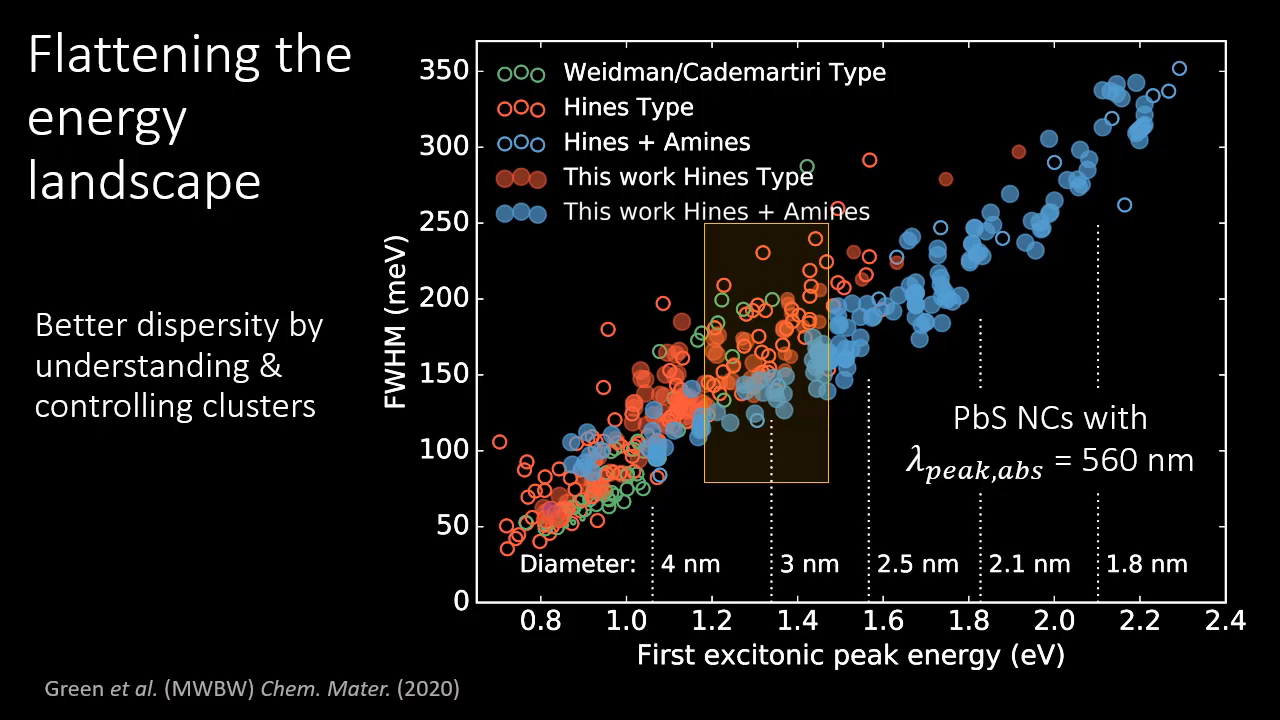 Flattening the
energy
landscape
Better dispersity by
understanding &
controlling clusters
Green et al. (MWBW) Chem. Mater. (2020)
FWHM (meV)
350
300
250
200
150
100
50
0
Weidman/Cademartiri Type
Hines Type
Hines + Amines
This work Hines Type
This work Hines + Amines
PbS NCs with
λpeak,abs = 560 nm
Diameter: 4 nm 3 nm 2.5 nm 2.1 nm 1.8 nm
0.8 1.0 1.2 1.4 1.6 1.8 2.0 2.2 2.4
First excitonic peak energy (eV)